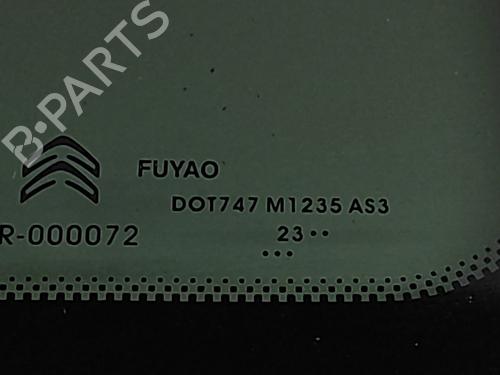 B-PARTS
FUYAO
DOT747 M1235 AS3
R-000072
23